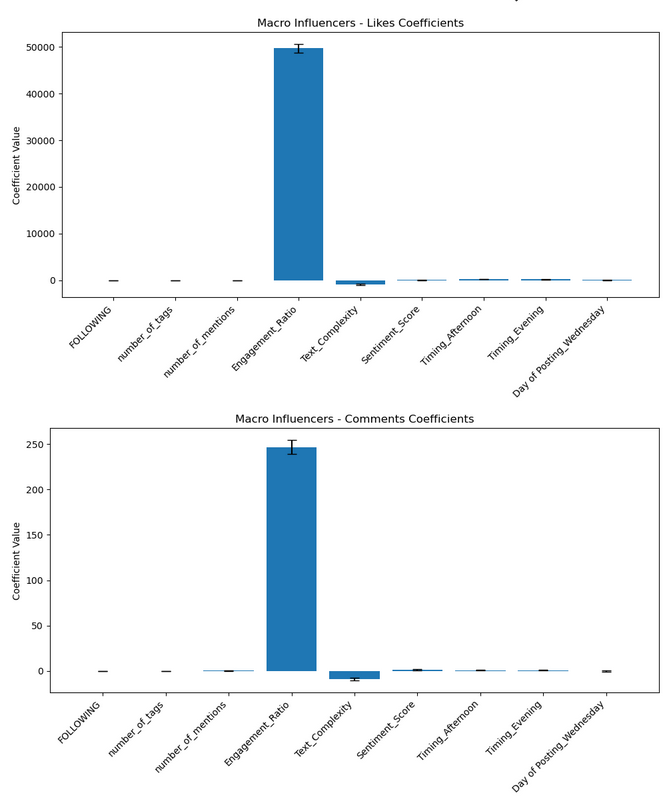 Macro Influencers - Likes Coefficients
50000
40000
30000
20000
10000
0
Coefficient Value
FOLLOWING
number_of_tags
number_of_mentions
Engagement_Ratio
Text_Complexity
Sentiment_Score
Timing_Afternoon
Timing_Evening
Day of Posting_Wednesday
Macro Influencers - Comments Coefficients
250
200
150
100
50
0
Coefficient Value
FOLLOWING
number_of_tags
number_of_mentions
Engagement_Ratio
Text_Complexity
Sentiment_Score
Timing_Afternoon
Timing_Evening
Day of Posting_Wednesday